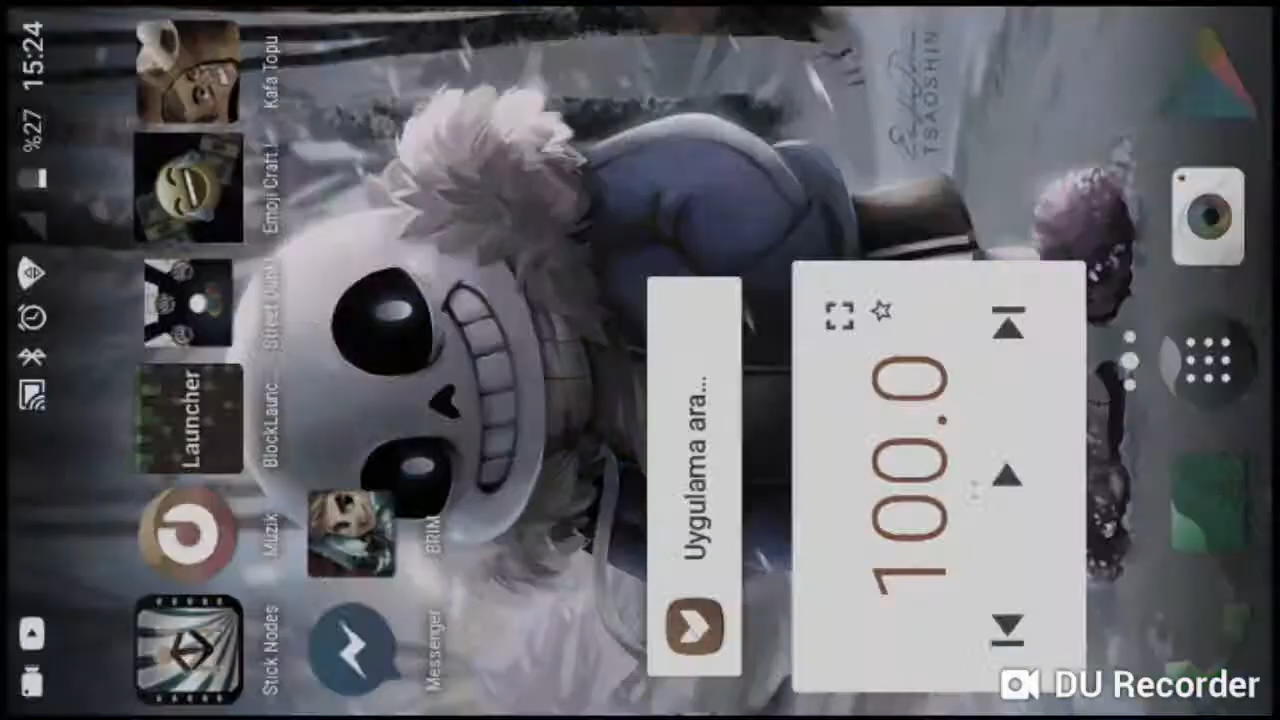 %27 15:24
Stick Nodes
Müzik
Launcher
BlockLaunc...
Emoji Craft!
Kafa Topu
Messenger
BRIM
TSAOSHIN
Uygulama ara...
100.0
DU Recorder